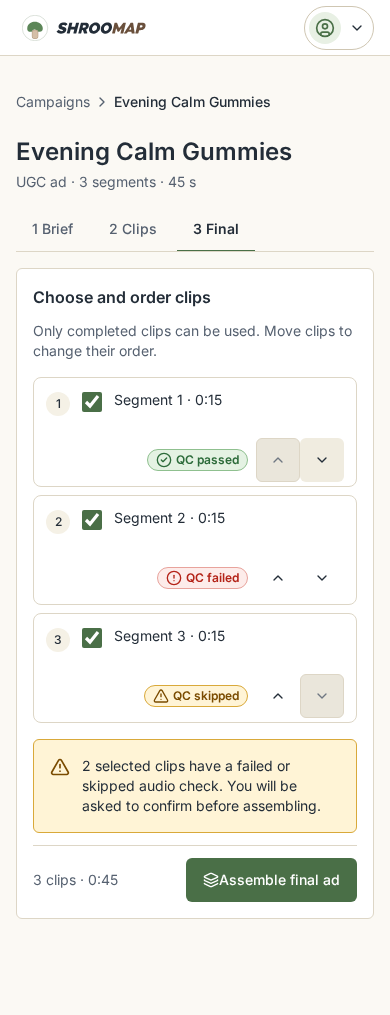 SHROOMAP
Campaigns > Evening Calm Gummies
Evening Calm Gummies
UGC ad · 3 segments · 45 s
1 Brief 2 Clips 3 Final
Choose and order clips
Only completed clips can be used. Move clips to
change their order.
1 Segment 1 · 0:15
QC passed
2 Segment 2 · 0:15
QC failed
3 Segment 3 · 0:15
QC skipped
2 selected clips have a failed or
skipped audio check. You will be
asked to confirm before assembling.
3 clips · 0:45 Assemble final ad